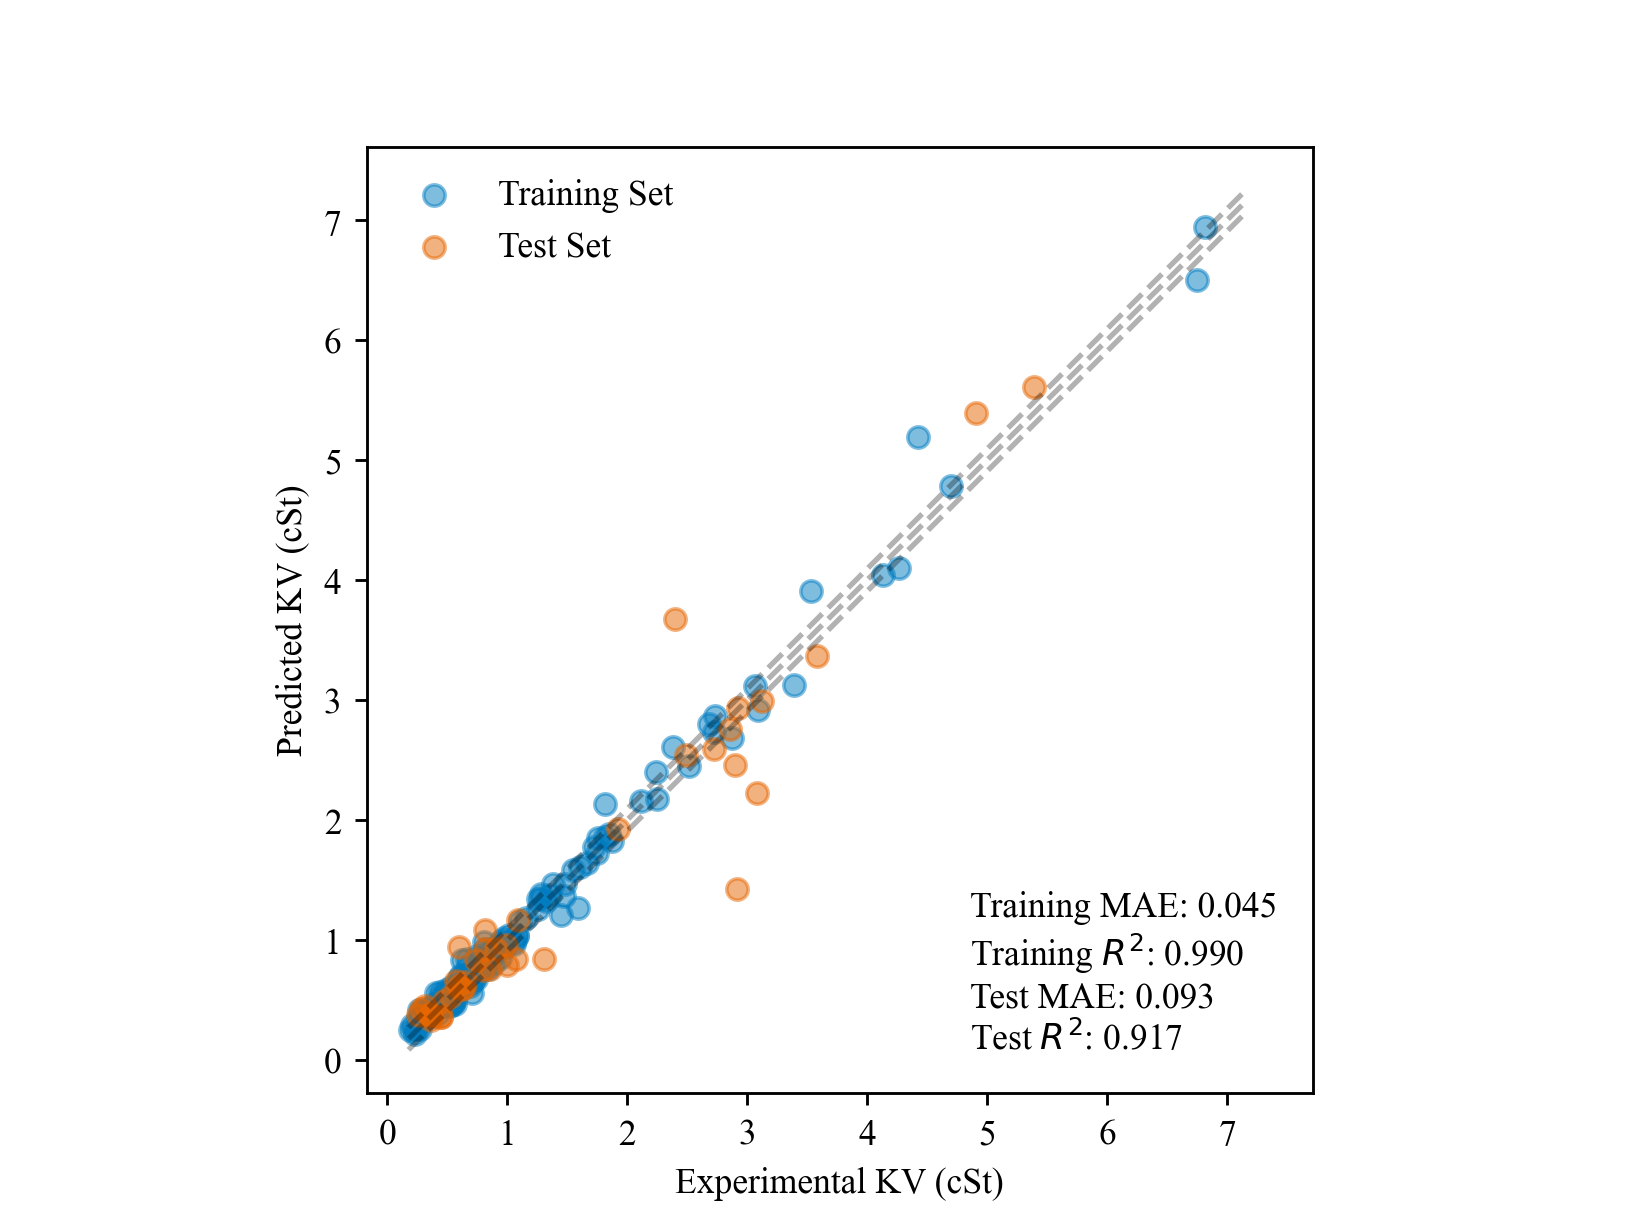 Training Set
Test Set
7
6
5
4
3
2
1
0
Predicted KV (cSt)
Training MAE: 0.045
Training R²: 0.990
Test MAE: 0.093
Test R²: 0.917
0 1 2 3 4 5 6 7
Experimental KV (cSt)